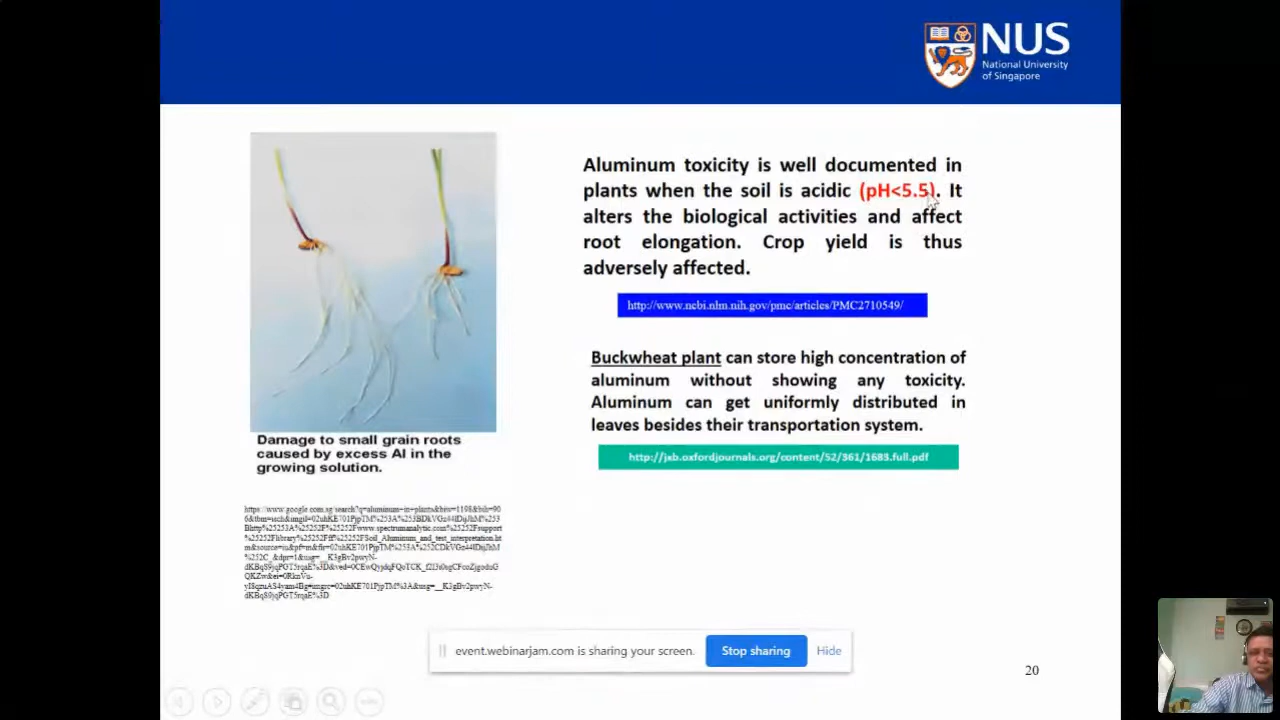 NUS
National University
of Singapore
Aluminum toxicity is well documented in
plants when the soil is acidic (pH<5.5). It
alters the biological activities and affect
root elongation. Crop yield is thus
adversely affected.
http://www.ncbi.nlm.nih.gov/pmc/articles/PMC2710549/
Buckwheat plant can store high concentration of
aluminum without showing any toxicity.
Aluminum can get uniformly distributed in
leaves besides their transportation system.
http://jxb.oxfordjournals.org/content/52/361/1683.full.pdf
Damage to small grain roots
caused by excess Al in the
growing solution.
event.webinarjam.com is sharing your screen.
Stop sharing
Hide
20